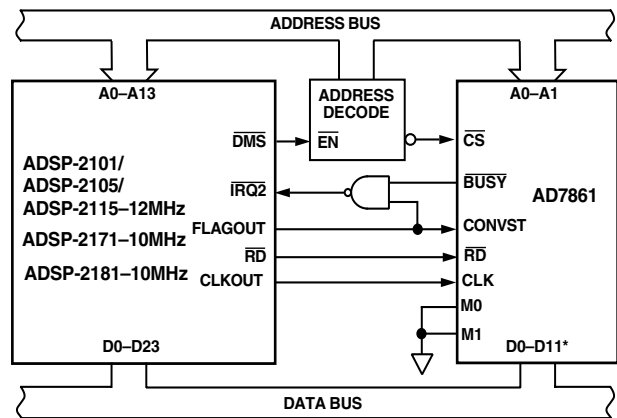 ADDRESS BUS
A0–A13
ADDRESS
DECODE
A0–A1
DMS
EN
CS
ADSP-2101/
ADSP-2105/
ADSP-2115–12MHz
ADSP-2171–10MHz
ADSP-2181–10MHz
IRQ2
BUSY
AD7861
FLAGOUT
CONVST
RD
RD
CLKOUT
CLK
M0
M1
D0–D23
D0–D11*
DATA BUS